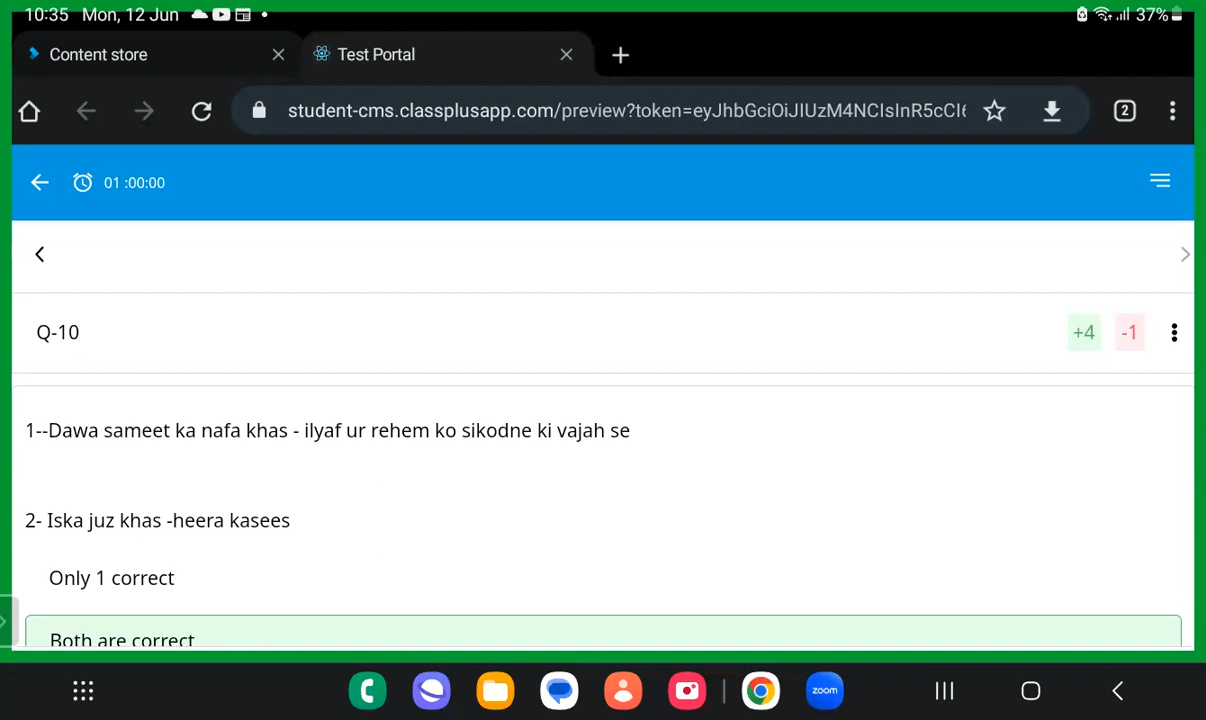 10:35 Mon, 12 Jun
37%
Content store
Test Portal
student-cms.classplusapp.com/preview?token=eyJhbGciOiJIUzM4NCIsInR5cCI6
2
01 :00:00
Q-10
+4
-1
1--Dawa sameet ka nafa khas - ilyaf ur rehem ko sikodne ki vajah se
2- Iska juz khas -heera kasees
Only 1 correct
Both are correct
zoom